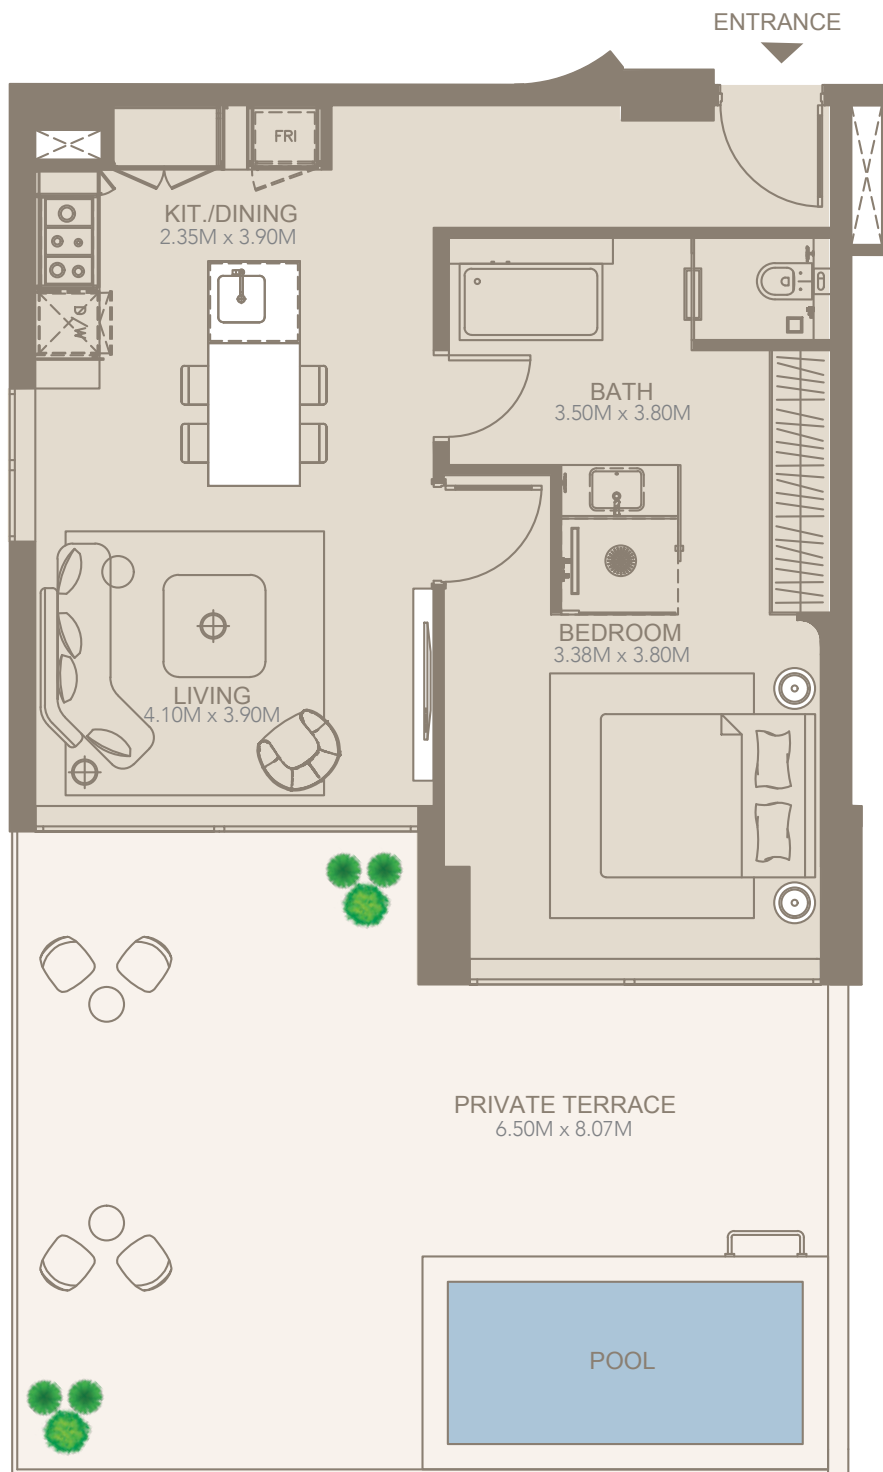 ENTRANCE
FRI
KIT./DINING
2.35M x 3.90M
D/W
BATH
3.50M x 3.80M
BEDROOM
3.38M x 3.80M
LIVING
4.10M x 3.90M
PRIVATE TERRACE
6.50M x 8.07M
POOL